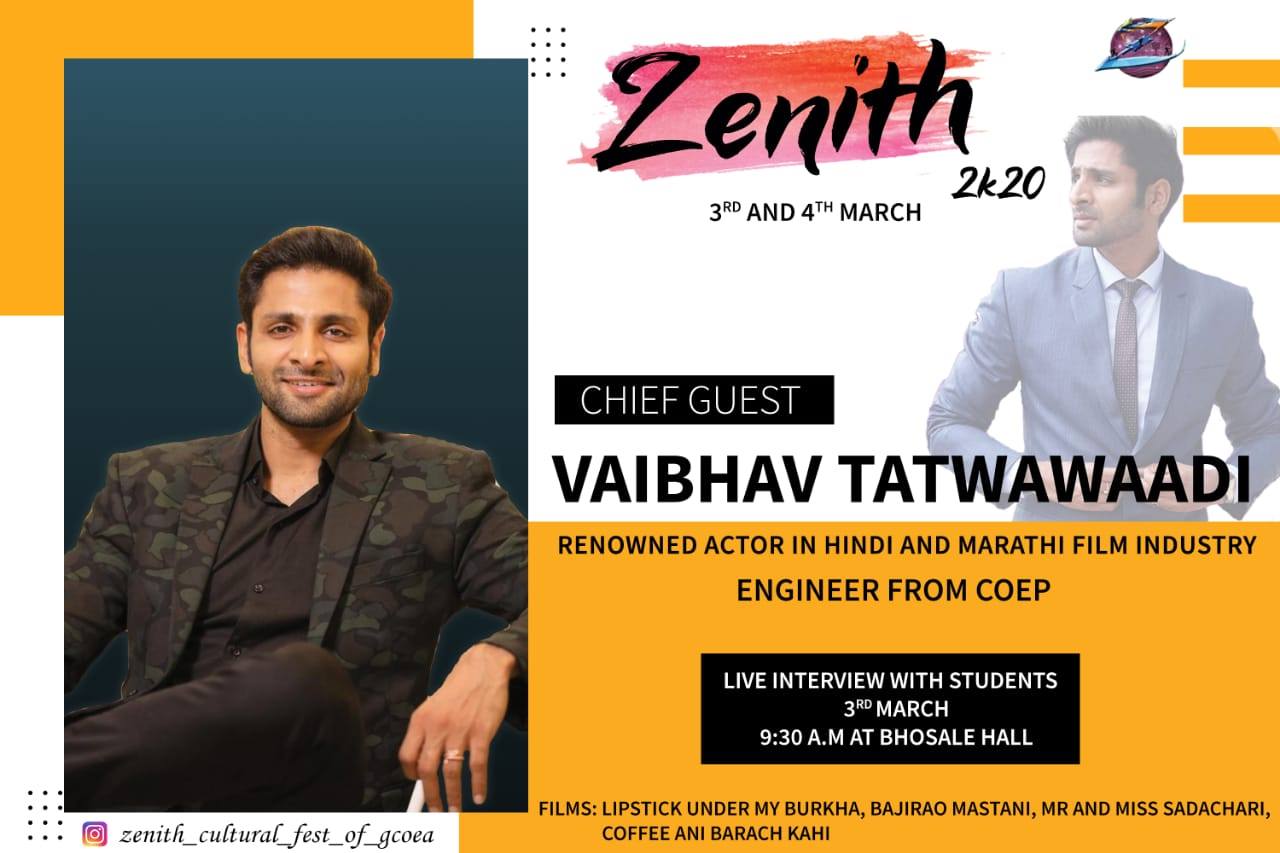 Zenith
2k20
3RD AND 4TH MARCH
CHIEF GUEST
VAIBHAV TATWAWAADI
RENOWNED ACTOR IN HINDI AND MARATHI FILM INDUSTRY
ENGINEER FROM COEP
LIVE INTERVIEW WITH STUDENTS
3RD MARCH
9:30 A.M AT BHOSALE HALL
FILMS: LIPSTICK UNDER MY BURKHA, BAJIRAO MASTANI, MR AND MISS SADACHARI,
COFFEE ANI BARACH KAHI
zenith_cultural_fest_of_gcoea